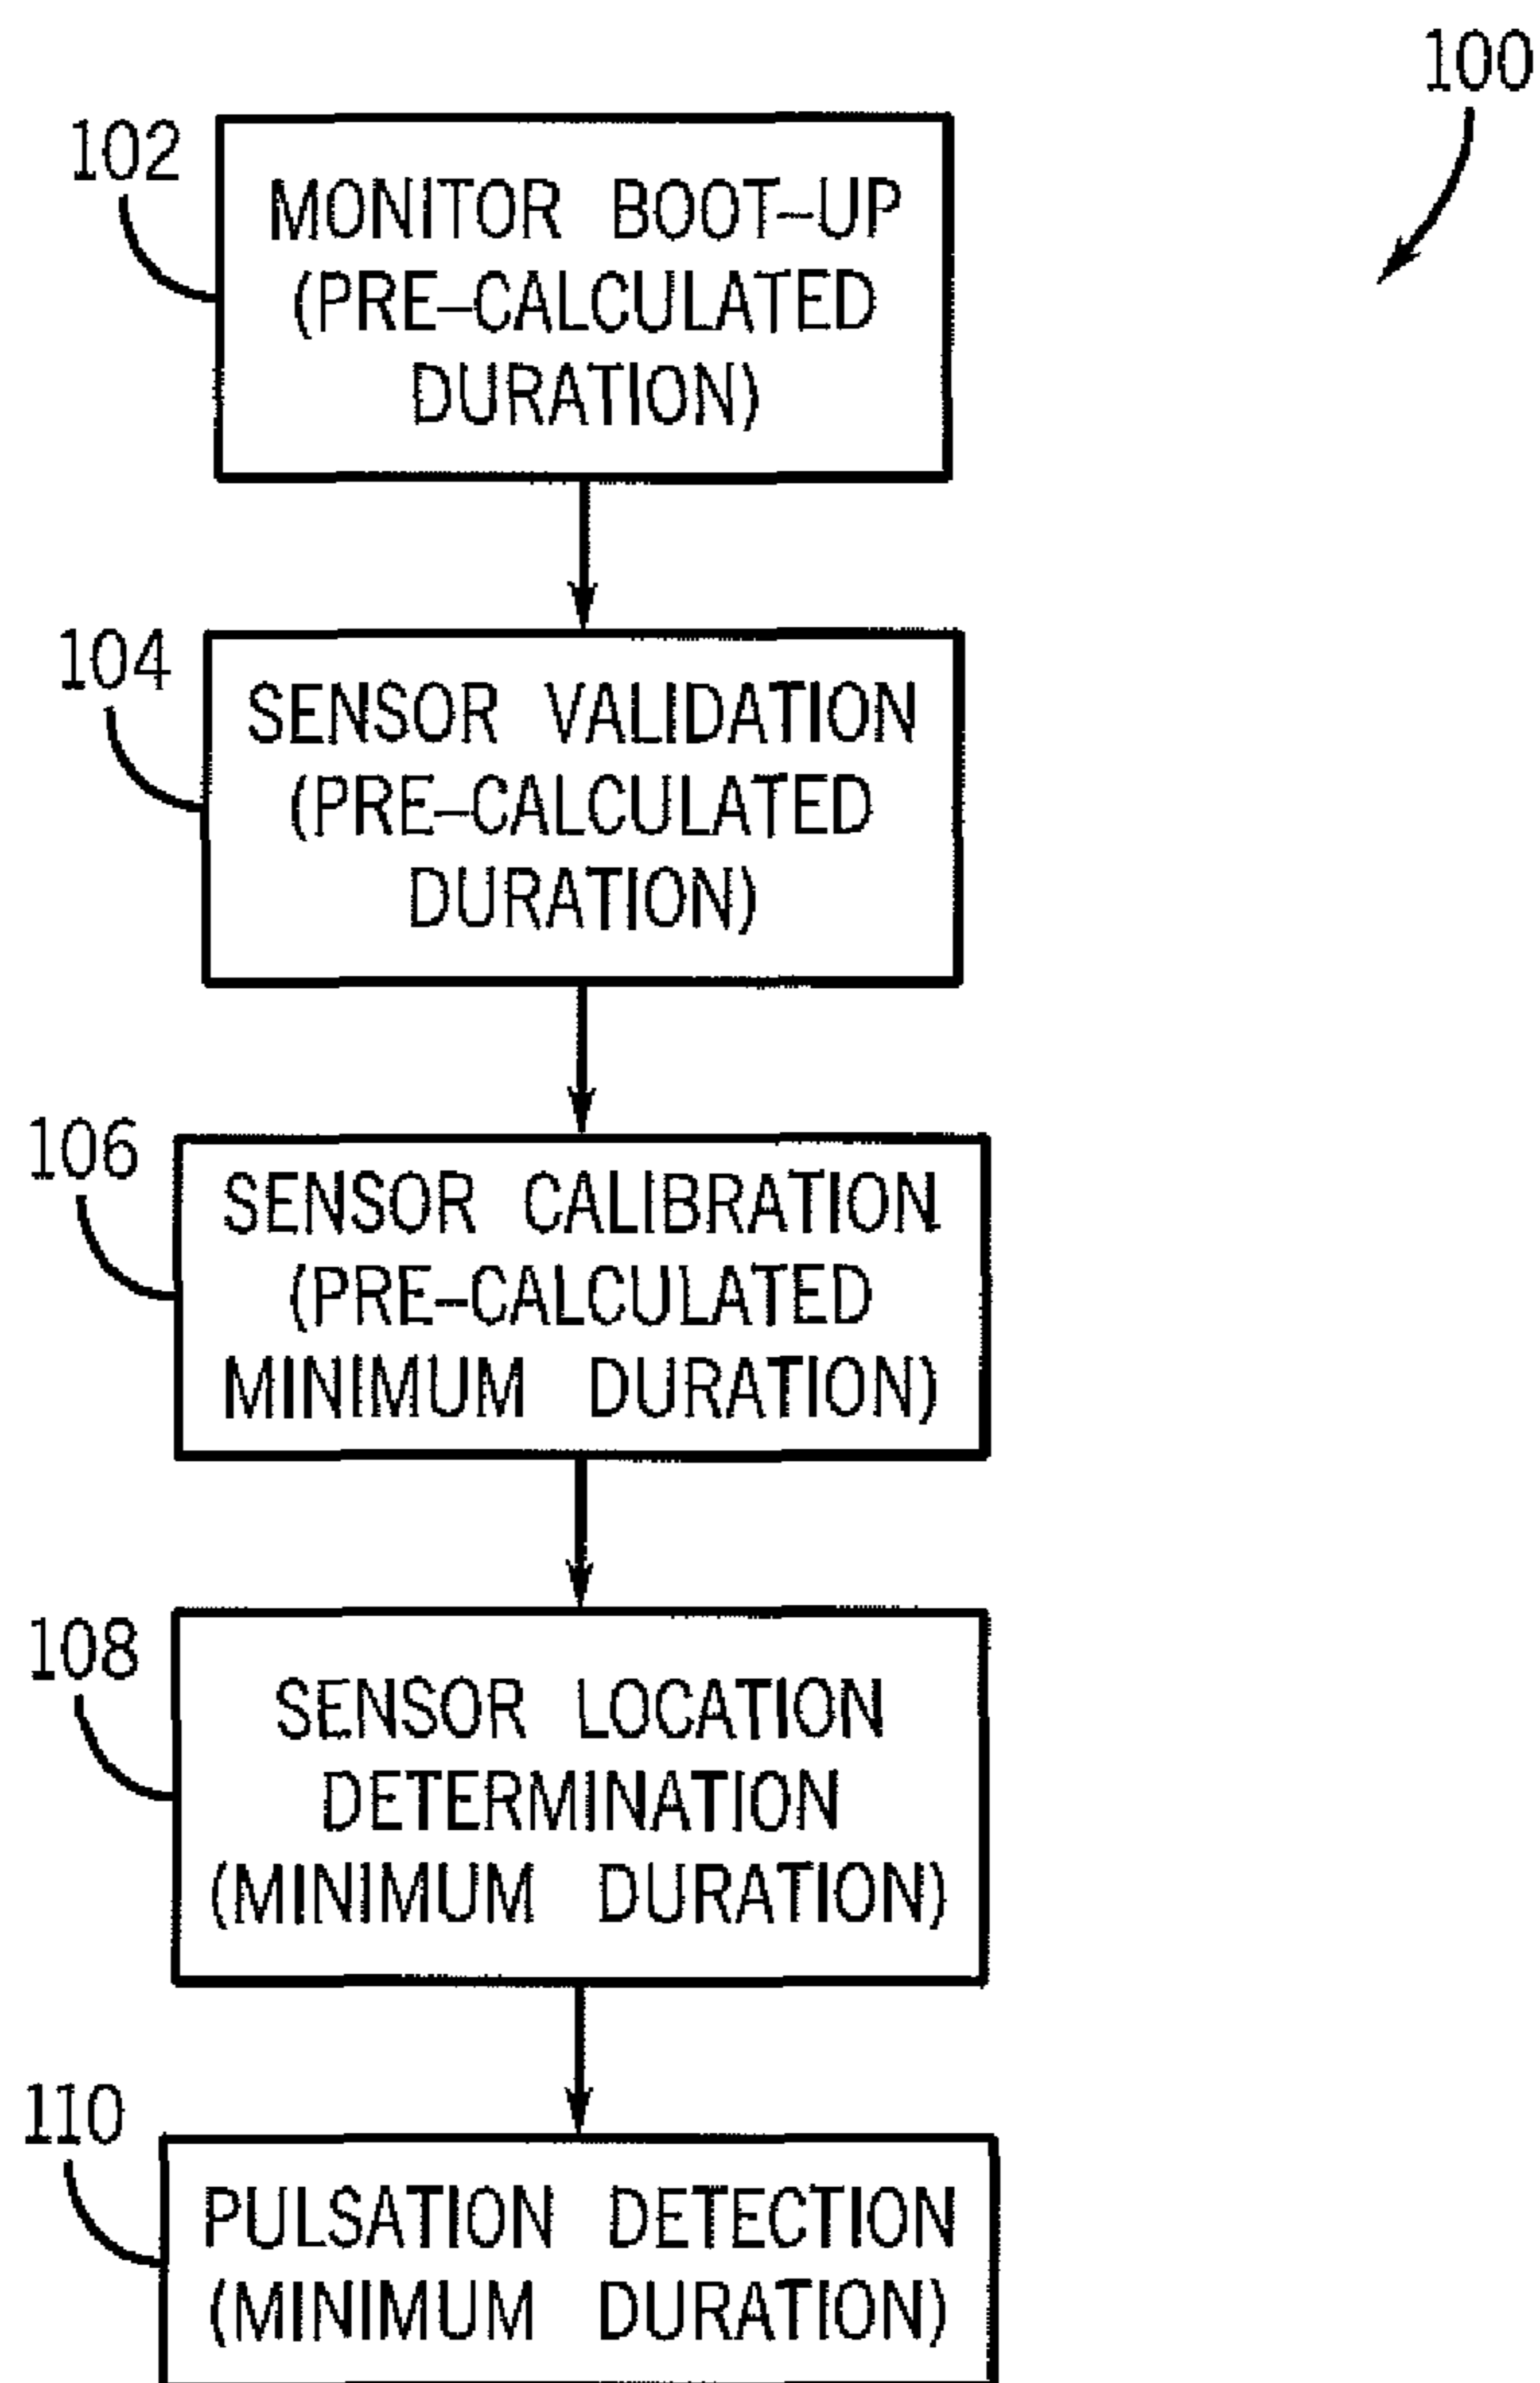 100
102
MONITOR BOOT-UP
(PRE-CALCULATED
DURATION)
104
SENSOR VALIDATION
(PRE-CALCULATED
DURATION)
106
SENSOR CALIBRATION
(PRE-CALCULATED
MINIMUM DURATION)
108
SENSOR LOCATION
DETERMINATION
(MINIMUM DURATION)
110
PULSATION DETECTION
(MINIMUM DURATION)